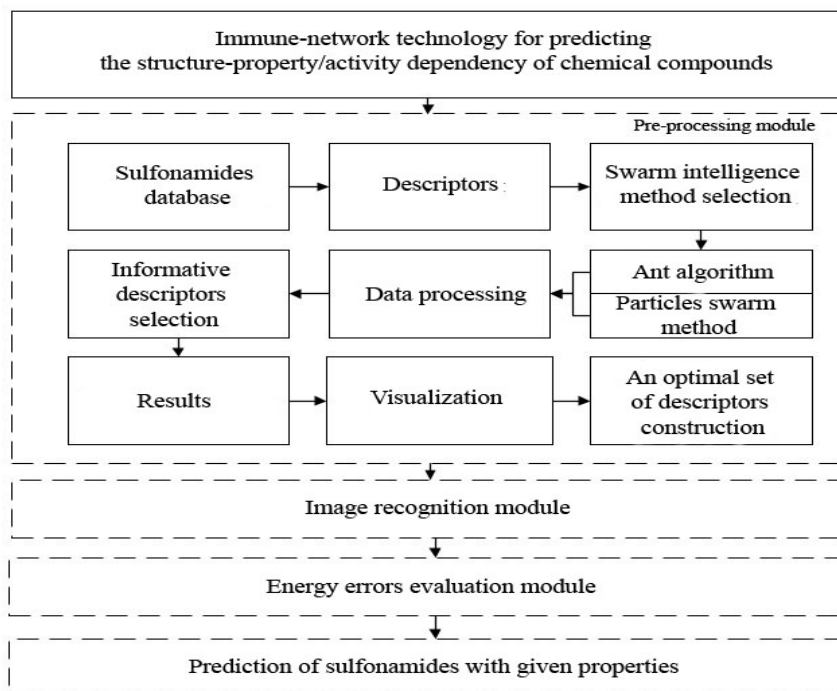 Immune-network technology for predicting
the structure-property/activity dependency of chemical compounds
Pre-processing module
Sulfonamides
database
Descriptors :
Swarm intelligence
method selection
Informative
descriptors
selection
Data processing
Ant algorithm
Particles swarm
method
Results
Visualization
An optimal set
of descriptors
construction
Image recognition module
Energy errors evaluation module
Prediction of sulfonamides with given properties